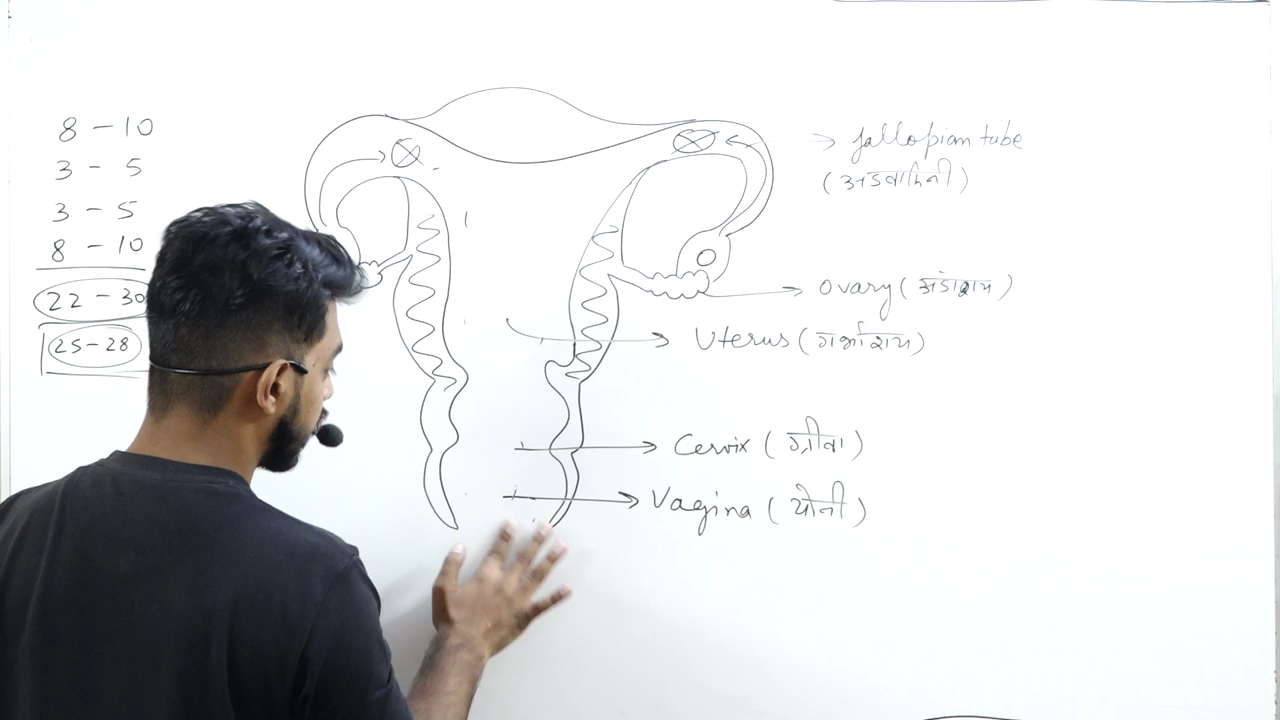 8 - 10
3 - 5
3 - 5
8 - 10
22 - 30
25-28
→ fallopian tube
(अंडवाहिनी)
→ Ovary (अंडाशय)
→ Uterus (गर्भाशय)
→ Cervix (ग्रीवा)
→ Vagina (योनी)